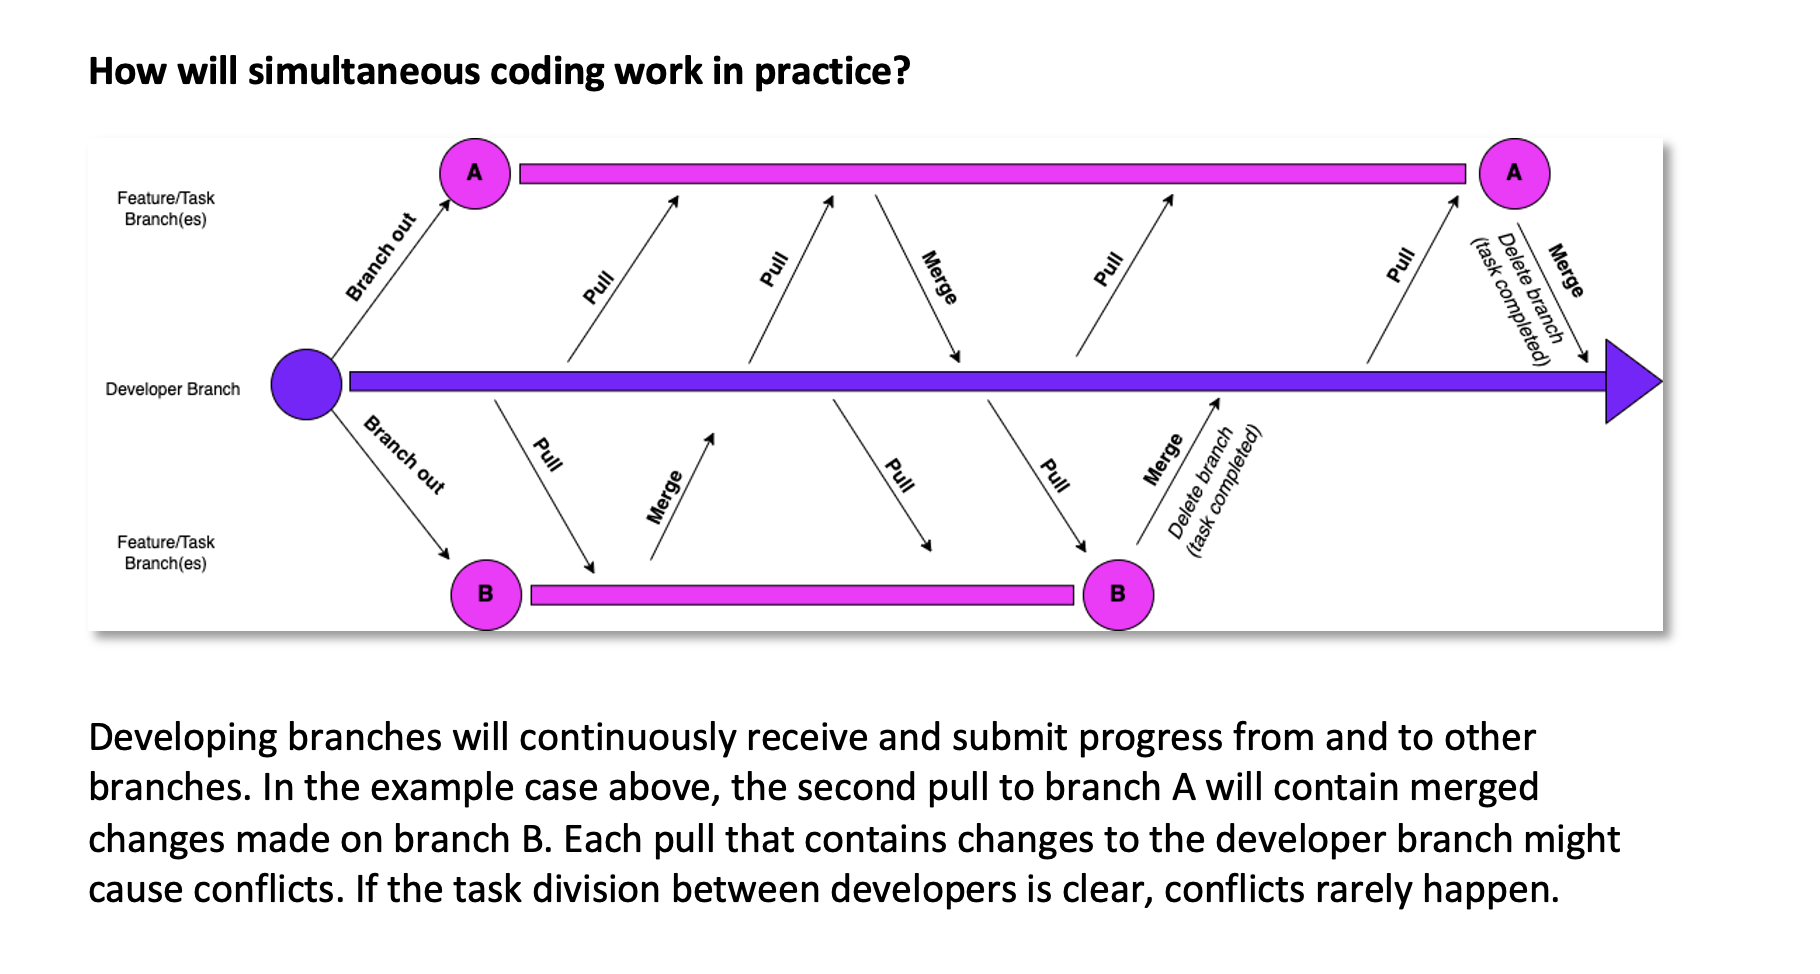 How will simultaneous coding work in practice?
A
A
Feature/Task
Branch(es)
Branch out
Pull
Pull
Merge
Pull
Pull
Merge
Delete branch
(task completed)
Developer Branch
Branch out
Pull
Merge
Pull
Pull
Merge
Delete branch
(task completed)
Feature/Task
Branch(es)
B
B
Developing branches will continuously receive and submit progress from and to other
branches. In the example case above, the second pull to branch A will contain merged
changes made on branch B. Each pull that contains changes to the developer branch might
cause conflicts. If the task division between developers is clear, conflicts rarely happen.